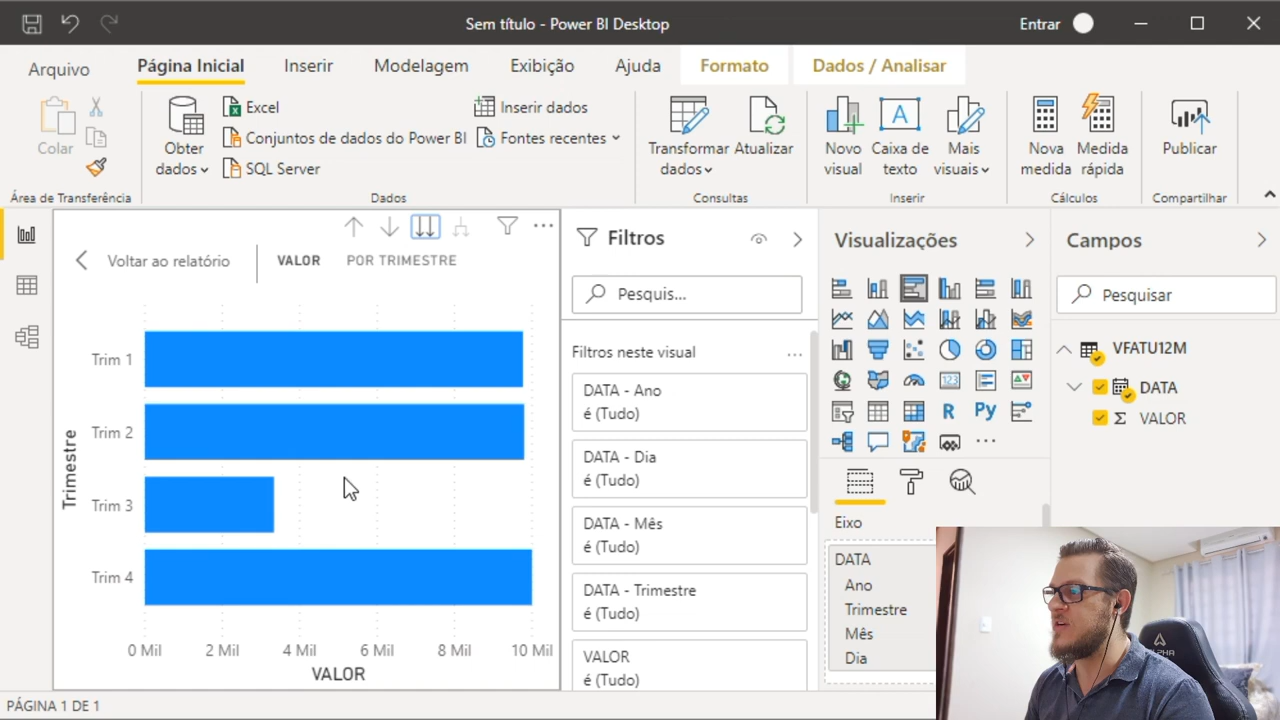 Sem título - Power BI Desktop
Entrar
Arquivo
Página Inicial
Inserir
Modelagem
Exibição
Ajuda
Formato
Dados / Analisar
Colar
Área de Transferência
Obter
dados
Excel
Conjuntos de dados do Power BI
SQL Server
Inserir dados
Fontes recentes
Dados
Transformar
dados
Atualizar
Consultas
Novo
visual
Caixa de
texto
Mais
visuais
Inserir
Nova
medida
Medida
rápida
Cálculos
Publicar
Compartilhar
Voltar ao relatório
VALOR
POR TRIMESTRE
Trimestre
Trim 1
Trim 2
Trim 3
Trim 4
0 Mil
2 Mil
4 Mil
6 Mil
8 Mil
10 Mil
VALOR
Filtros
Pesquis...
Filtros neste visual
DATA - Ano
é (Tudo)
DATA - Dia
é (Tudo)
DATA - Mês
é (Tudo)
DATA - Trimestre
é (Tudo)
VALOR
é (Tudo)
Visualizações
123
R
Py
Eixo
DATA
Ano
Trimestre
Mês
Dia
Campos
Pesquisar
VFATU12M
DATA
VALOR
PÁGINA 1 DE 1